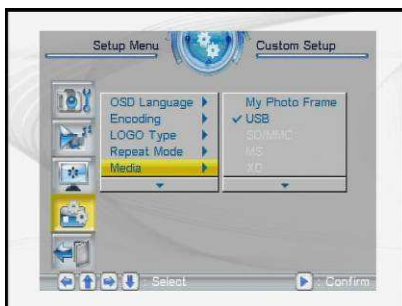 Setup Menu
Custom Setup
OSD Language
Encoding
LOGO Type
Repeat Mode
Media
My Photo Frame
USB
SD/MMC
MS
XD
: Select
: Confirm